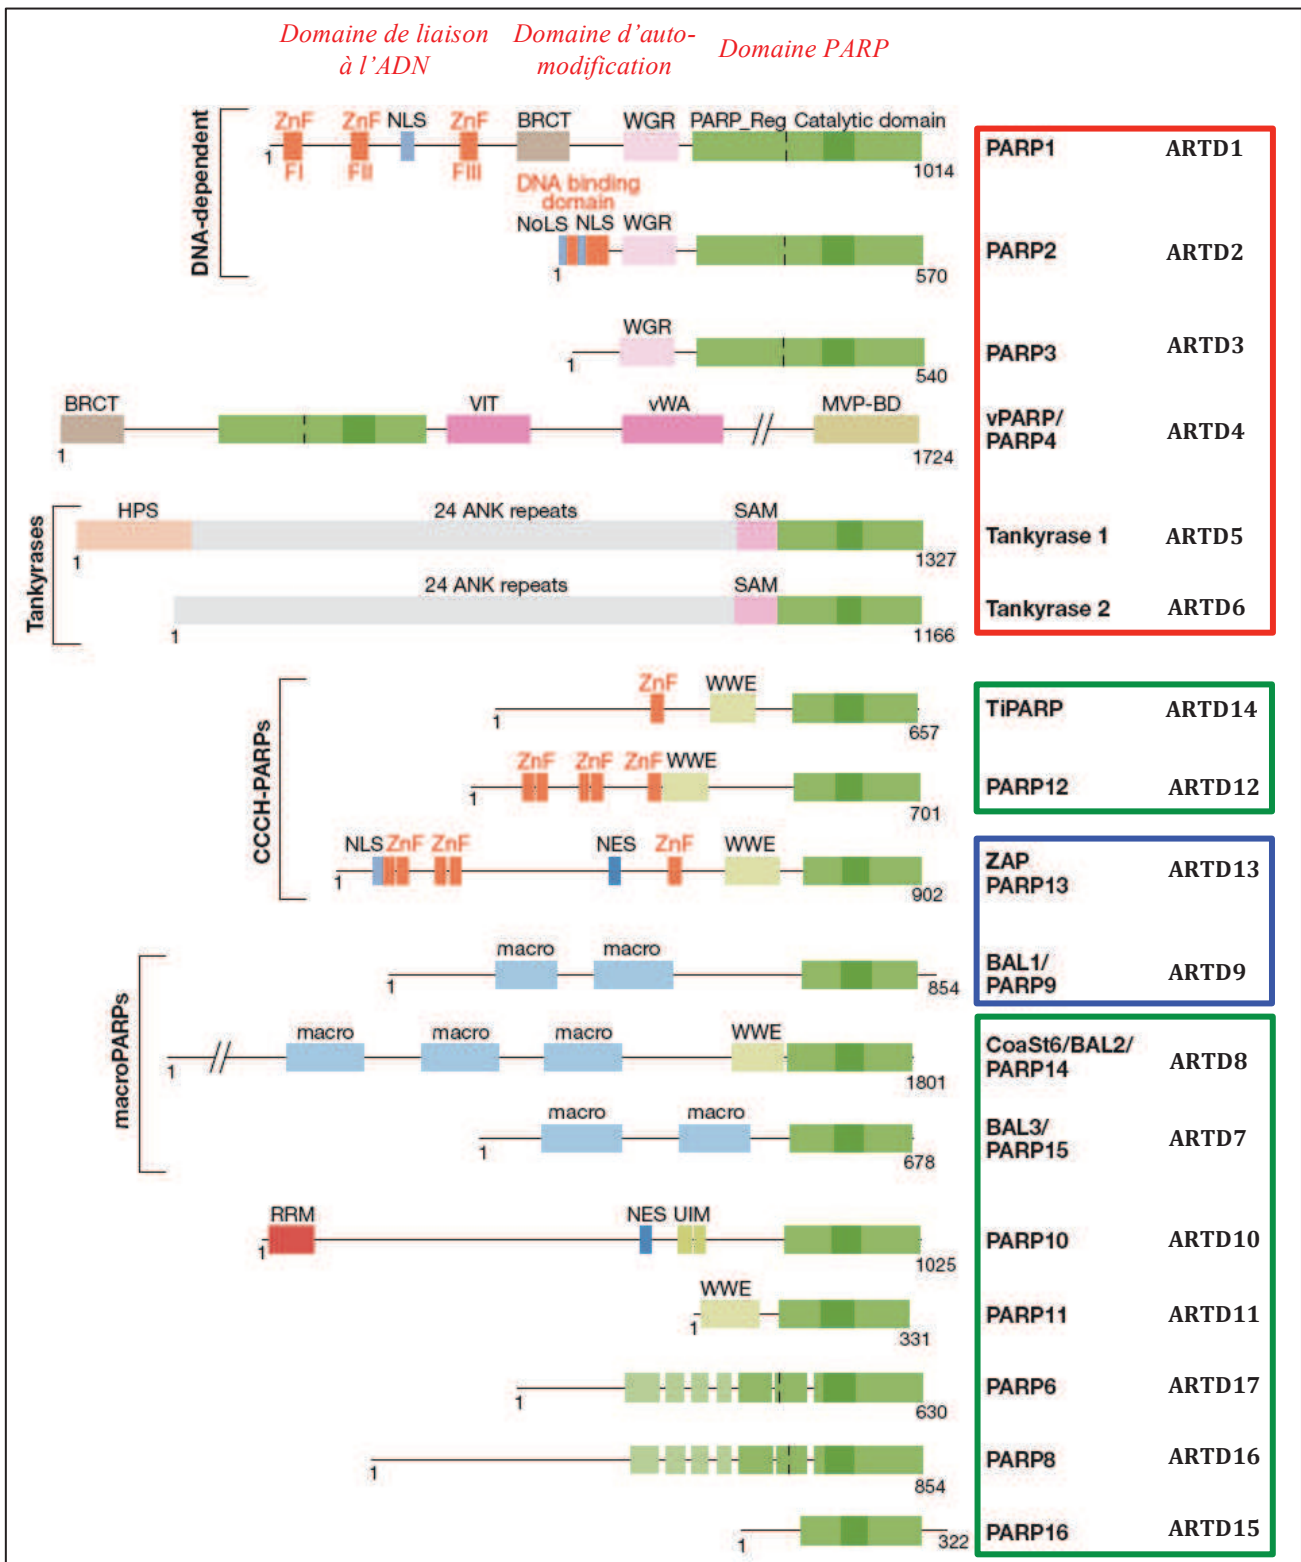 Domaine de liaison
à l'ADN
Domaine d'auto-
modification
Domaine PARP
DNA-dependent
ZnF ZnF NLS ZnF BRCT WGR PARP_Reg Catalytic domain
1 FI FII FIII 1014
PARP1 ARTD1
DNA binding
domain
NoLS NLS WGR
1 570
PARP2 ARTD2
WGR
1 540
PARP3 ARTD3
BRCT VIT vWA MVP-BD
1 1724
vPARP/
PARP4 ARTD4
Tankyrases
HPS 24 ANK repeats SAM
1 1327
Tankyrase 1 ARTD5
24 ANK repeats SAM
1 1166
Tankyrase 2 ARTD6
CCCH-PARPs
ZnF WWE
1 657
TiPARP ARTD14
ZnF ZnF ZnF WWE
1 701
PARP12 ARTD12
NLS ZnF ZnF NES ZnF WWE
1 902
ZAP
PARP13 ARTD13
macroPARPs
macro macro
1 854
BAL1/
PARP9 ARTD9
macro macro macro WWE
1 1801
CoaSt6/BAL2/
PARP14 ARTD8
macro macro
1 678
BAL3/
PARP15 ARTD7
RRM NES UIM
1 1025
PARP10 ARTD10
WWE
1 331
PARP11 ARTD11
1 630
PARP6 ARTD17
1 854
PARP8 ARTD16
1 322
PARP16 ARTD15